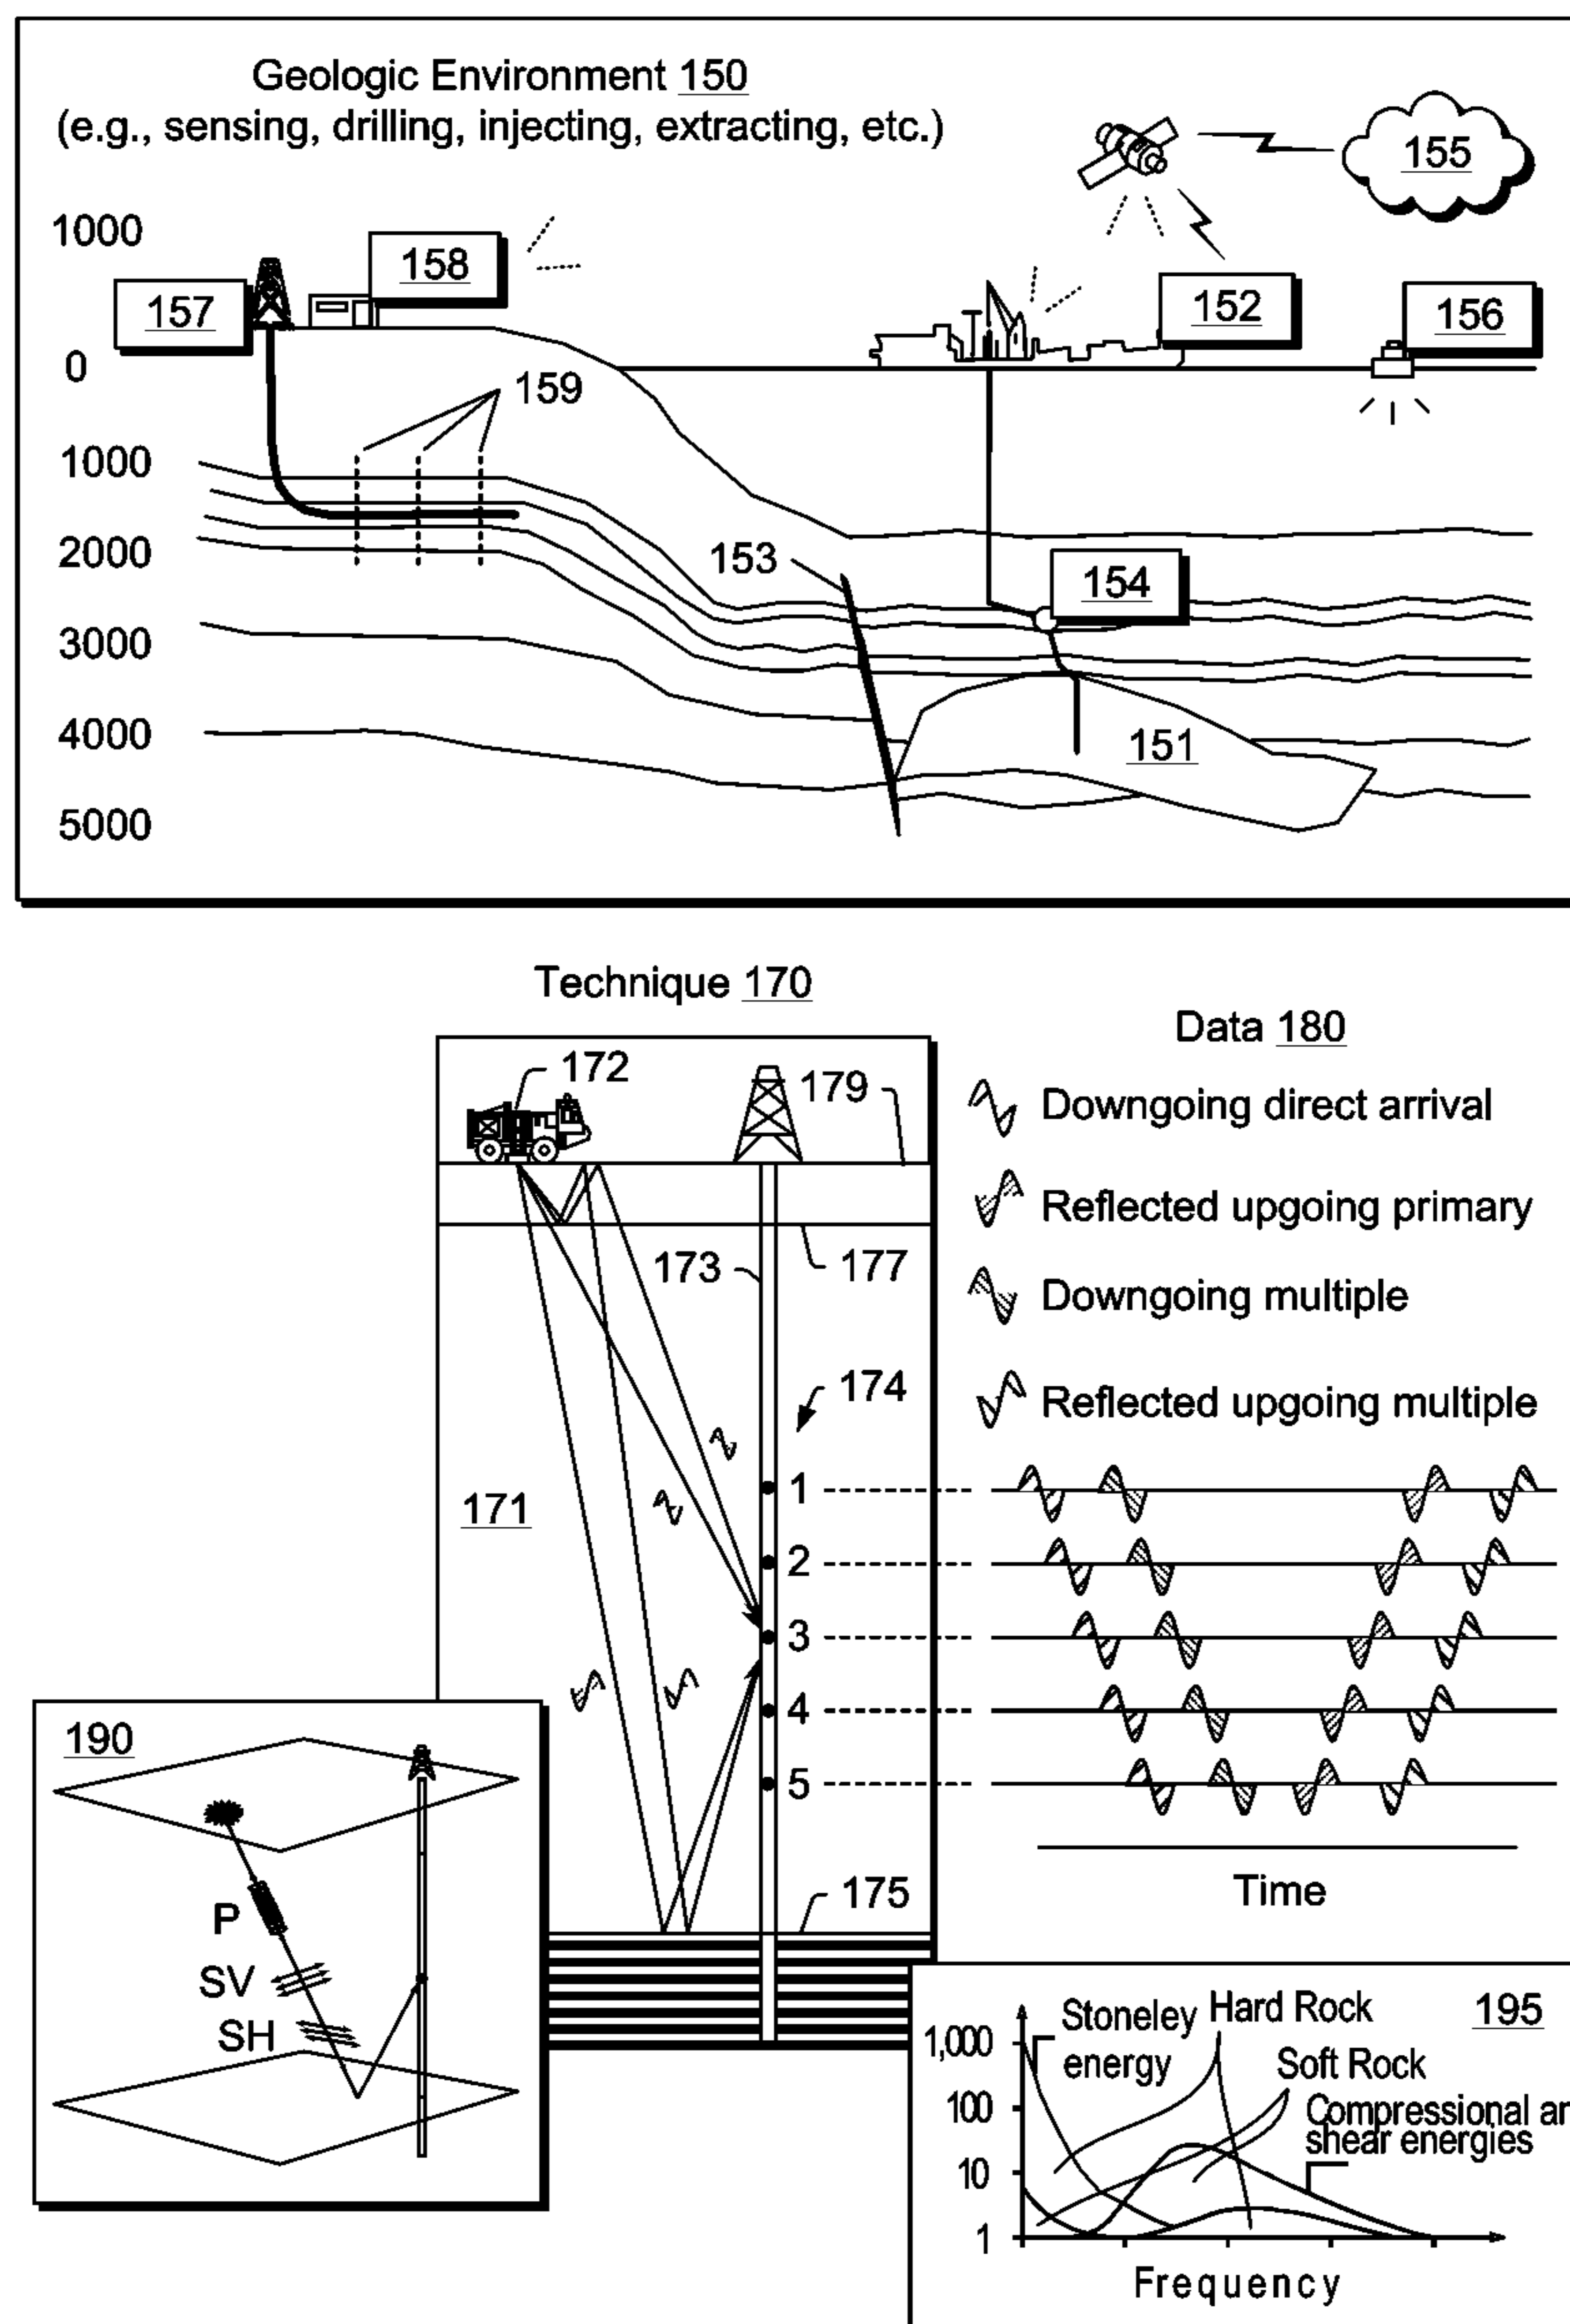 Geologic Environment 150
(e.g., sensing, drilling, injecting, extracting, etc.)
155
1000
158
157
152
156
0
159
1000
2000
153
154
3000
4000
151
5000
Technique 170
Data 180
172
179
Downgoing direct arrival
Reflected upgoing primary
173
177
Downgoing multiple
174
Reflected upgoing multiple
171
1
2
3
4
5
190
175
Time
P
SV
SH
195
Stoneley
energy
Hard Rock
Soft Rock
Compressional an
shear energies
1,000
100
10
1
Frequency